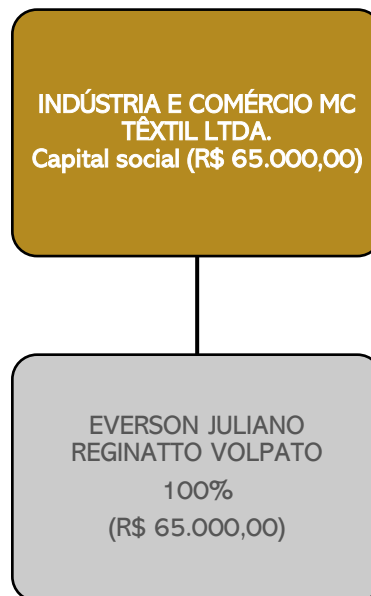 INDÚSTRIA E COMÉRCIO MC
TÊXTIL LTDA.
Capital social (R$ 65.000,00)
EVERSON JULIANO
REGINATTO VOLPATO
100%
(R$ 65.000,00)